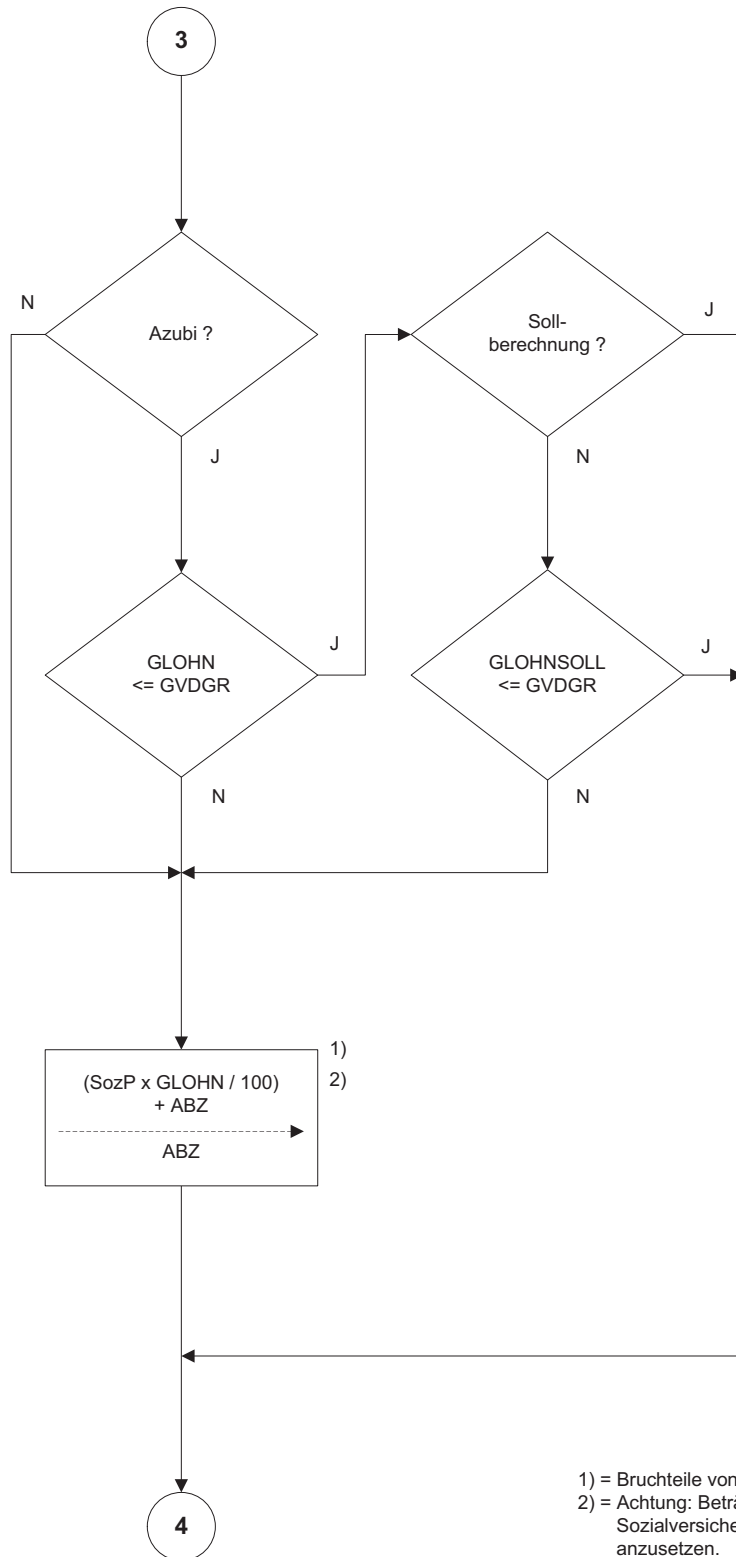 3
N
Azubi ?
J
Soll-
berechnung ?
J
N
GLOHN
<= GVDGR
J
N
GLOHNSOLL
<= GVDGR
J
N
(SozP x GLOHN / 100)
+ ABZ
ABZ
1)
2)
4
1) = Bruchteile von
2) = Achtung: Beträ
Sozialversiche
anzusetzen.